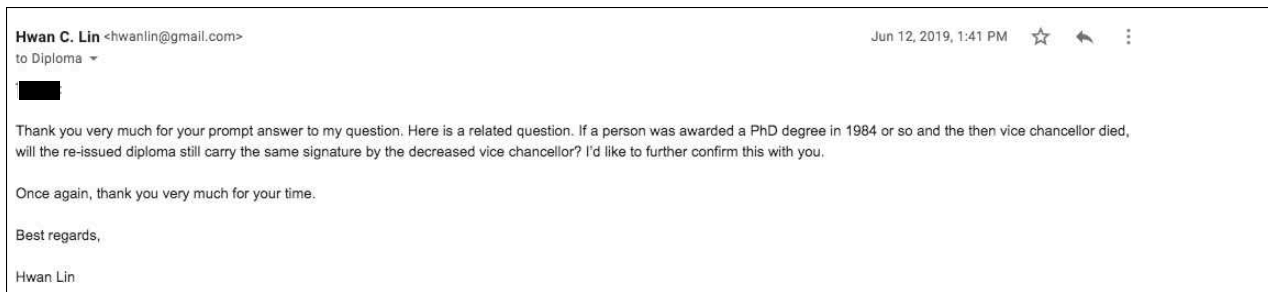 Hwan C. Lin <hwanlin@gmail.com>
Jun 12, 2019, 1:41 PM
to Diploma
Thank you very much for your prompt answer to my question. Here is a related question. If a person was awarded a PhD degree in 1984 or so and the then vice chancellor died,
will the re-issued diploma still carry the same signature by the decreased vice chancellor? I'd like to further confirm this with you.
Once again, thank you very much for your time.
Best regards,
Hwan Lin